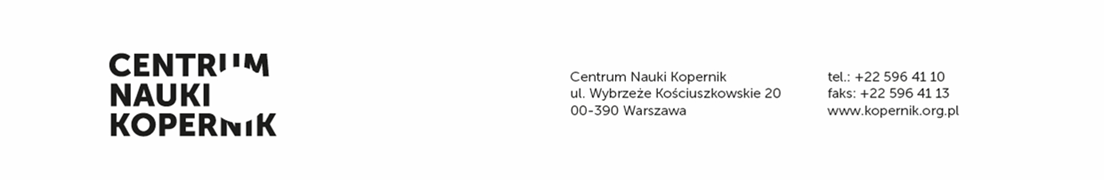 CENTRUM
NAUKI
KOPERNIK
Centrum Nauki Kopernik
ul. Wybrzeże Kościuszkowskie 20
00-390 Warszawa
tel.: +22 596 41 10
faks: +22 596 41 13
www.kopernik.org.pl